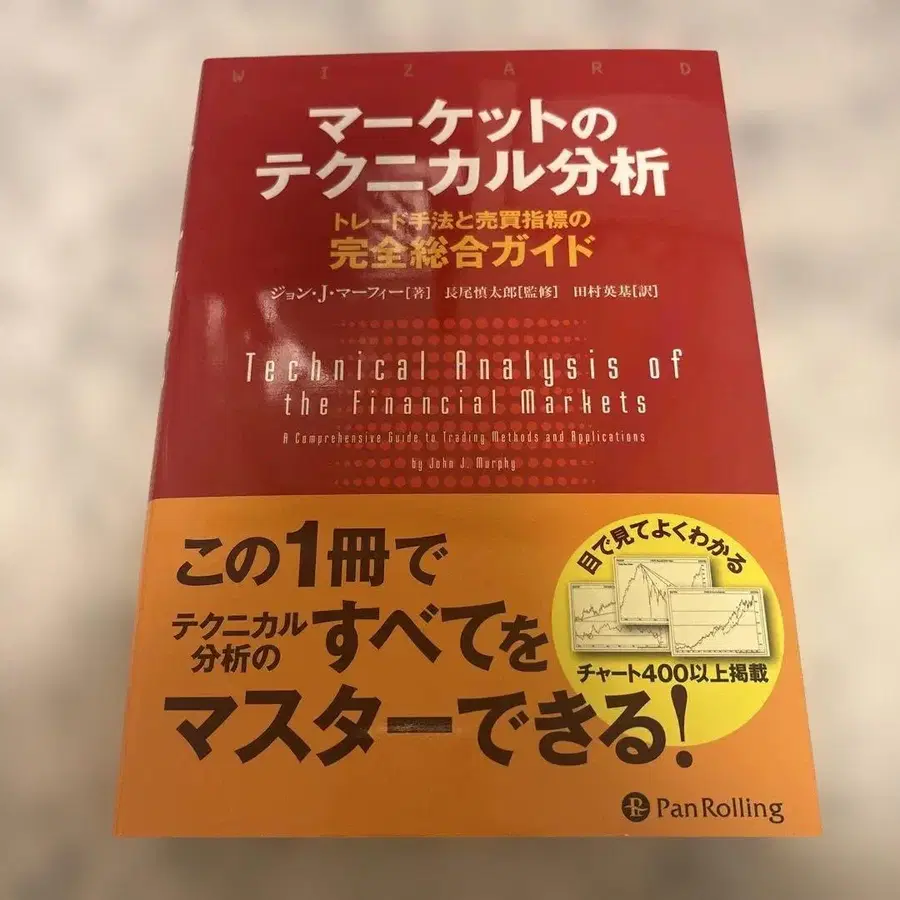 WIZARD
マーケットの
テクニカル分析
トレード手法と売買指標の
完全総合ガイド
ジョン・J・マーフィー[著] 長尾慎太郎[監修] 田村英基[訳]
Technical Analysis of
the Financial Markets
A Comprehensive Guide to Trading Methods and Applications
by John J. Murphy
この1冊で
テクニカル
分析の
すべてを
マスターできる!
目で見てよくわかる
チャート400以上掲載
PanRolling